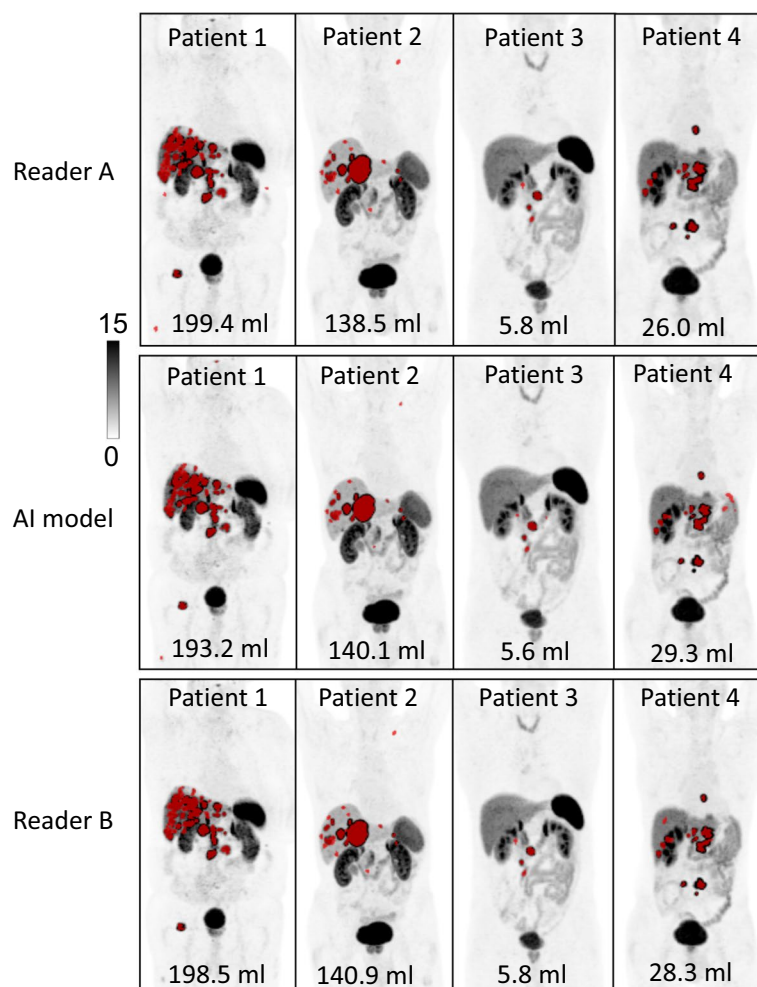 Patient 1 Patient 2 Patient 3 Patient 4
Reader A
199.4 ml 138.5 ml 5.8 ml 26.0 ml
15
0
Patient 1 Patient 2 Patient 3 Patient 4
AI model
193.2 ml 140.1 ml 5.6 ml 29.3 ml
Patient 1 Patient 2 Patient 3 Patient 4
Reader B
198.5 ml 140.9 ml 5.8 ml 28.3 ml